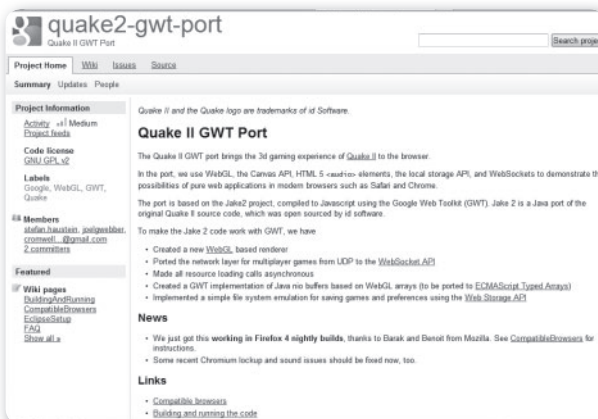 quake2-gwt-port
Quake II GWT Port
Search proje
Project Home Wiki Issues Source
Summary Updates People
Project Information
Activity Medium
Project feeds
Code license
GNU GPL v2
Labels
Google, WebGL, GWT,
Quake
Members
stefan.haustein, joelgwebber,
cromwell...@gmail.com
2 committers
Featured
Wiki pages
BuildingAndRunning
CompatibleBrowsers
EclipseSetup
FAQ
Show all »
Quake II and the Quake logo are trademarks of id Software.
Quake II GWT Port
The Quake II GWT port brings the 3d gaming experience of Quake II to the browser.
In the port, we use WebGL, the Canvas API, HTML 5 <audio> elements, the local storage API, and WebSockets to demonstrate th
possibilities of pure web applications in modern browsers such as Safari and Chrome.
The port is based on the Jake2 project, compiled to Javascript using the Google Web Toolkit (GWT). Jake 2 is a Java port of the
original Quake II source code, which was open sourced by id software.
To make the Jake 2 code work with GWT, we have
• Created a new WebGL based renderer
• Ported the network layer for multiplayer games from UDP to the WebSocket API
• Made all resource loading calls asynchronous
• Created a GWT implementation of Java nio buffers based on WebGL arrays (to be ported to ECMAScript Typed Arrays)
• Implemented a simple file system emulation for saving games and preferences using the Web Storage API
News
• We just got this working in Firefox 4 nightly builds, thanks to Barak and Benoit from Mozilla. See CompatibleBrowsers for
instructions.
• Some recent Chromium lockup and sound issues should be fixed now, too.
Links
• Compatible browsers
• Building and running the code